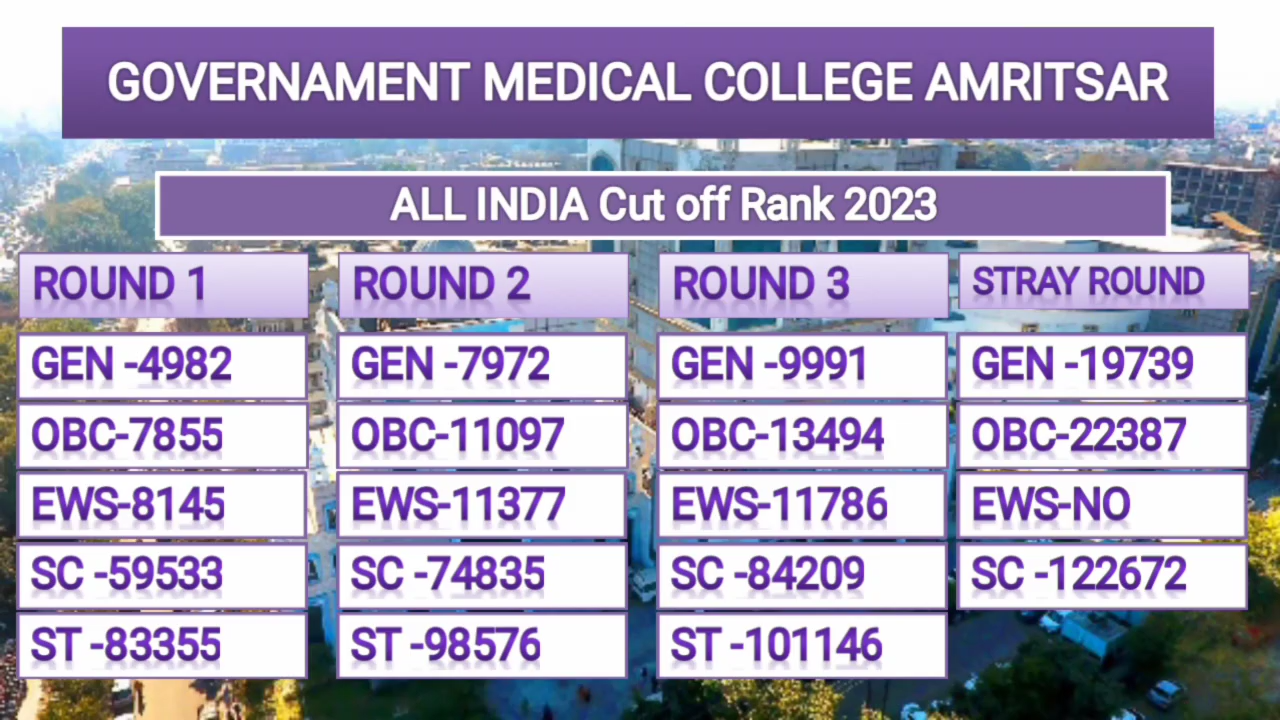 GOVERNAMENT MEDICAL COLLEGE AMRITSAR
ALL INDIA Cut off Rank 2023
ROUND 1
GEN -4982
OBC-7855
EWS-8145
SC -59533
ST -83355
ROUND 2
GEN -7972
OBC-11097
EWS-11377
SC -74835
ST -98576
ROUND 3
GEN -9991
OBC-13494
EWS-11786
SC -84209
ST -101146
STRAY ROUND
GEN -19739
OBC-22387
EWS-NO
SC -122672